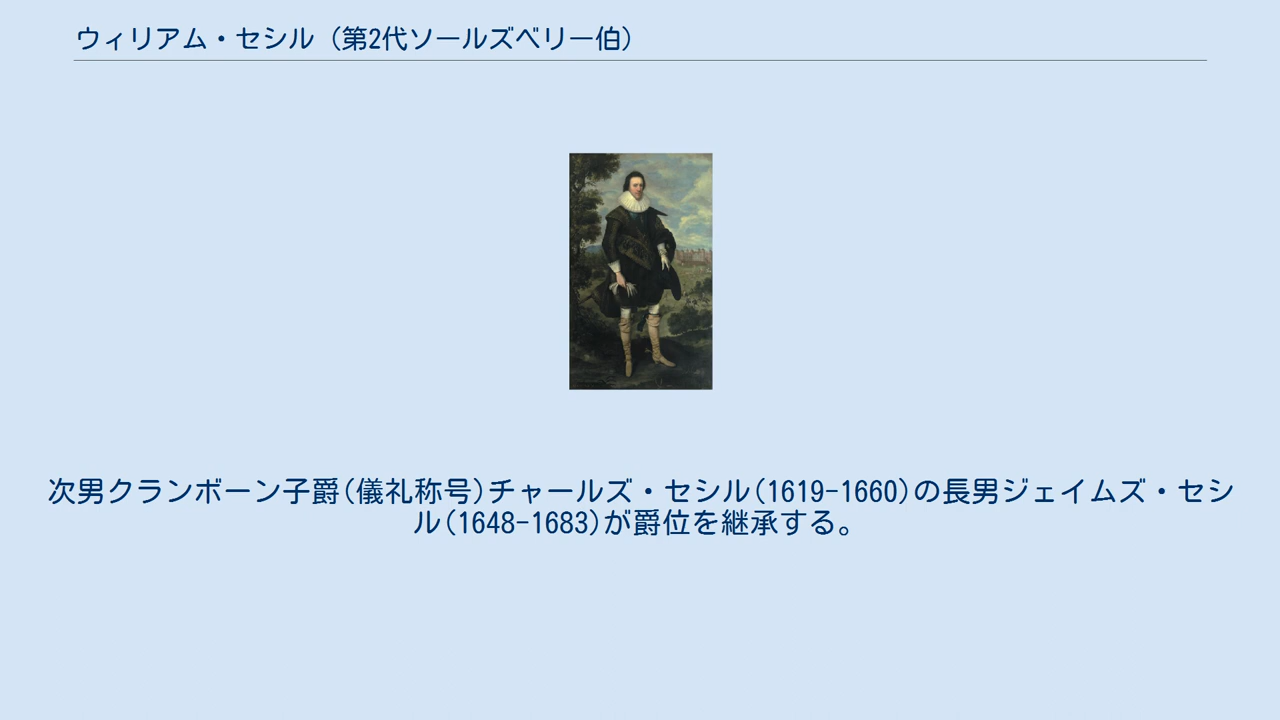 ウィリアム・セシル（第2代ソールズベリー伯）
次男クランボーン子爵(儀礼称号)チャールズ・セシル(1619-1660)の長男ジェイムズ・セシ
ル(1648-1683)が爵位を継承する。